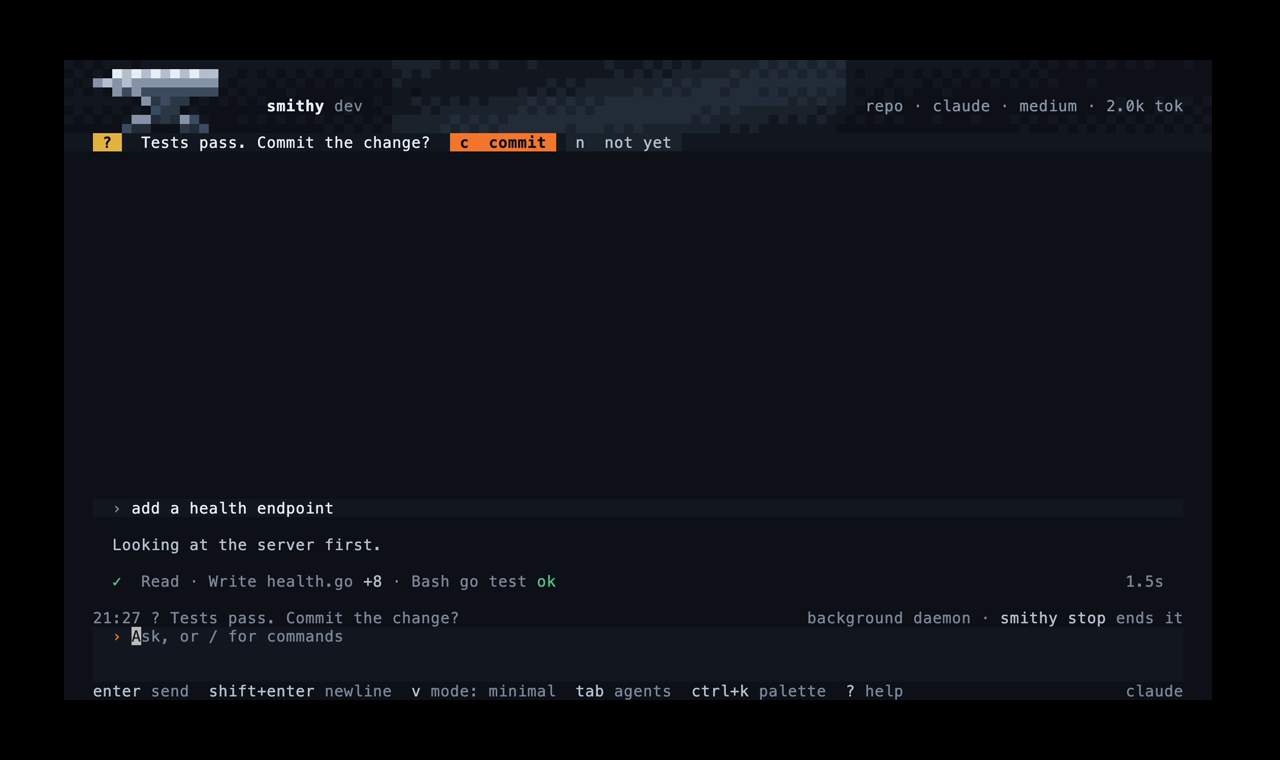 smithy dev
repo · claude · medium · 2.0k tok
? Tests pass. Commit the change? c commit n not yet
› add a health endpoint
Looking at the server first.
✓ Read · Write health.go +8 · Bash go test ok 1.5s
21:27 ? Tests pass. Commit the change? background daemon · smithy stop ends it
› Ask, or / for commands
enter send shift+enter newline v mode: minimal tab agents ctrl+k palette ? help claude